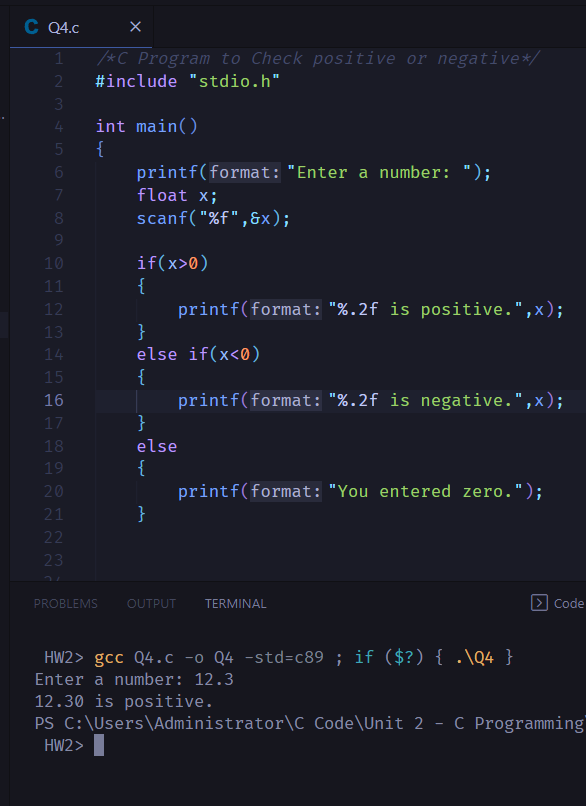 C Q4.c ×
1 /*C Program to Check positive or negative*/
2 #include "stdio.h"
3
4 int main()
5 {
6 printf(format: "Enter a number: ");
7 float x;
8 scanf("%f",&x);
9
10 if(x>0)
11 {
12 printf(format: "%.2f is positive.",x);
13 }
14 else if(x<0)
15 {
16 printf(format: "%.2f is negative.",x);
17 }
18 else
19 {
20 printf(format: "You entered zero.");
21 }
22
23
PROBLEMS OUTPUT TERMINAL Code
HW2> gcc Q4.c -o Q4 -std=c89 ; if ($?) { .\Q4 }
Enter a number: 12.3
12.30 is positive.
PS C:\Users\Administrator\C Code\Unit 2 - C Programming\
HW2>